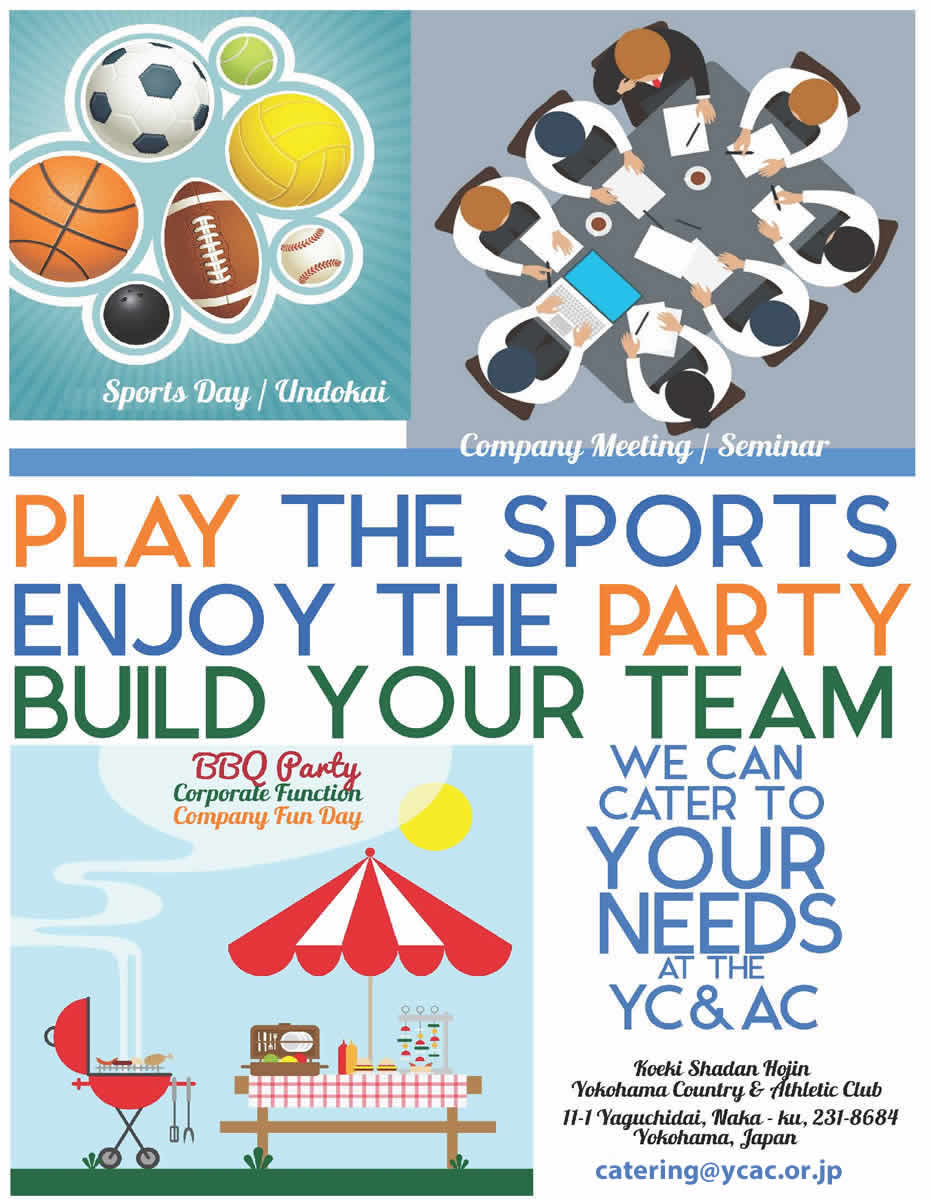 Sports Day / Undokai
Company Meeting / Seminar
PLAY THE SPORTS
ENJOY THE PARTY
BUILD YOUR TEAM
BBQ Party
Corporate Function
Company Fun Day
WE CAN
CATER TO
YOUR
NEEDS
AT THE
YC&AC
Koeki Shadan Hojin
Yokohama Country & Athletic Club
11-1 Yaguchidai, Naka - ku, 231-8684
Yokohama, Japan
catering@ycac.or.jp